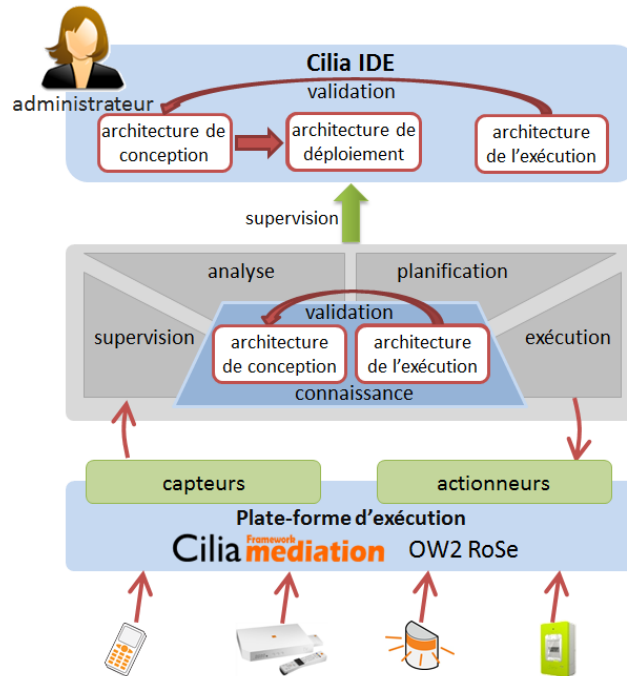 Cilia IDE
administrateur
validation
architecture de
conception
architecture de
déploiement
architecture
de l'exécution
supervision
analyse
planification
supervision
validation
exécution
architecture
de conception
architecture
de l'exécution
connaissance
capteurs
actionneurs
Plate-forme d'exécution
Cilia Framework mediation OW2 RoSe